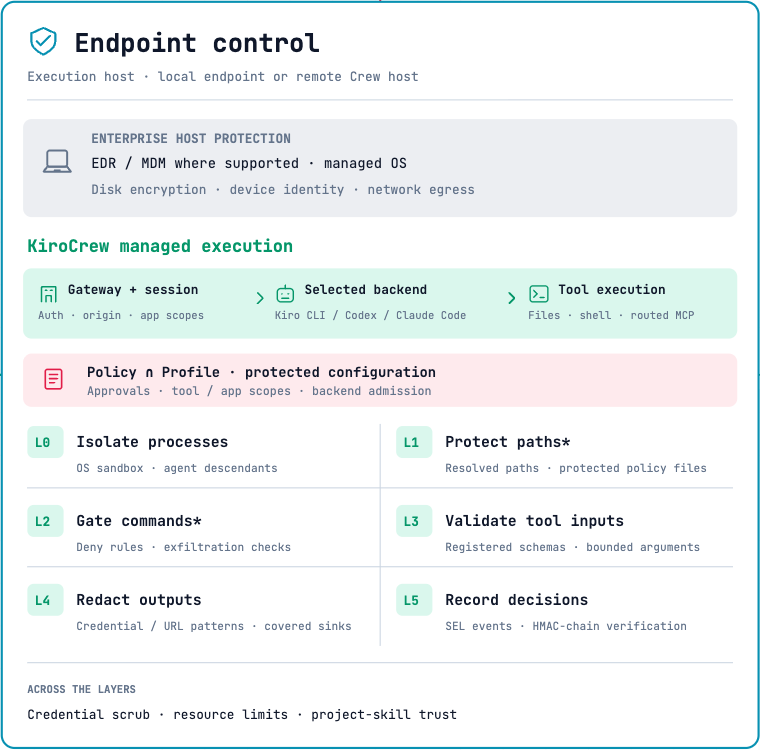 Endpoint control
Execution host · local endpoint or remote Crew host
ENTERPRISE HOST PROTECTION
EDR / MDM where supported · managed OS
Disk encryption · device identity · network egress
KiroCrew managed execution
Gateway + session
Auth · origin · app scopes
Selected backend
Kiro CLI / Codex / Claude Code
Tool execution
Files · shell · routed MCP
Policy ∩ Profile · protected configuration
Approvals · tool / app scopes · backend admission
L0 Isolate processes
OS sandbox · agent descendants
L1 Protect paths*
Resolved paths · protected policy files
L2 Gate commands*
Deny rules · exfiltration checks
L3 Validate tool inputs
Registered schemas · bounded arguments
L4 Redact outputs
Credential / URL patterns · covered sinks
L5 Record decisions
SEL events · HMAC-chain verification
ACROSS THE LAYERS
Credential scrub · resource limits · project-skill trust